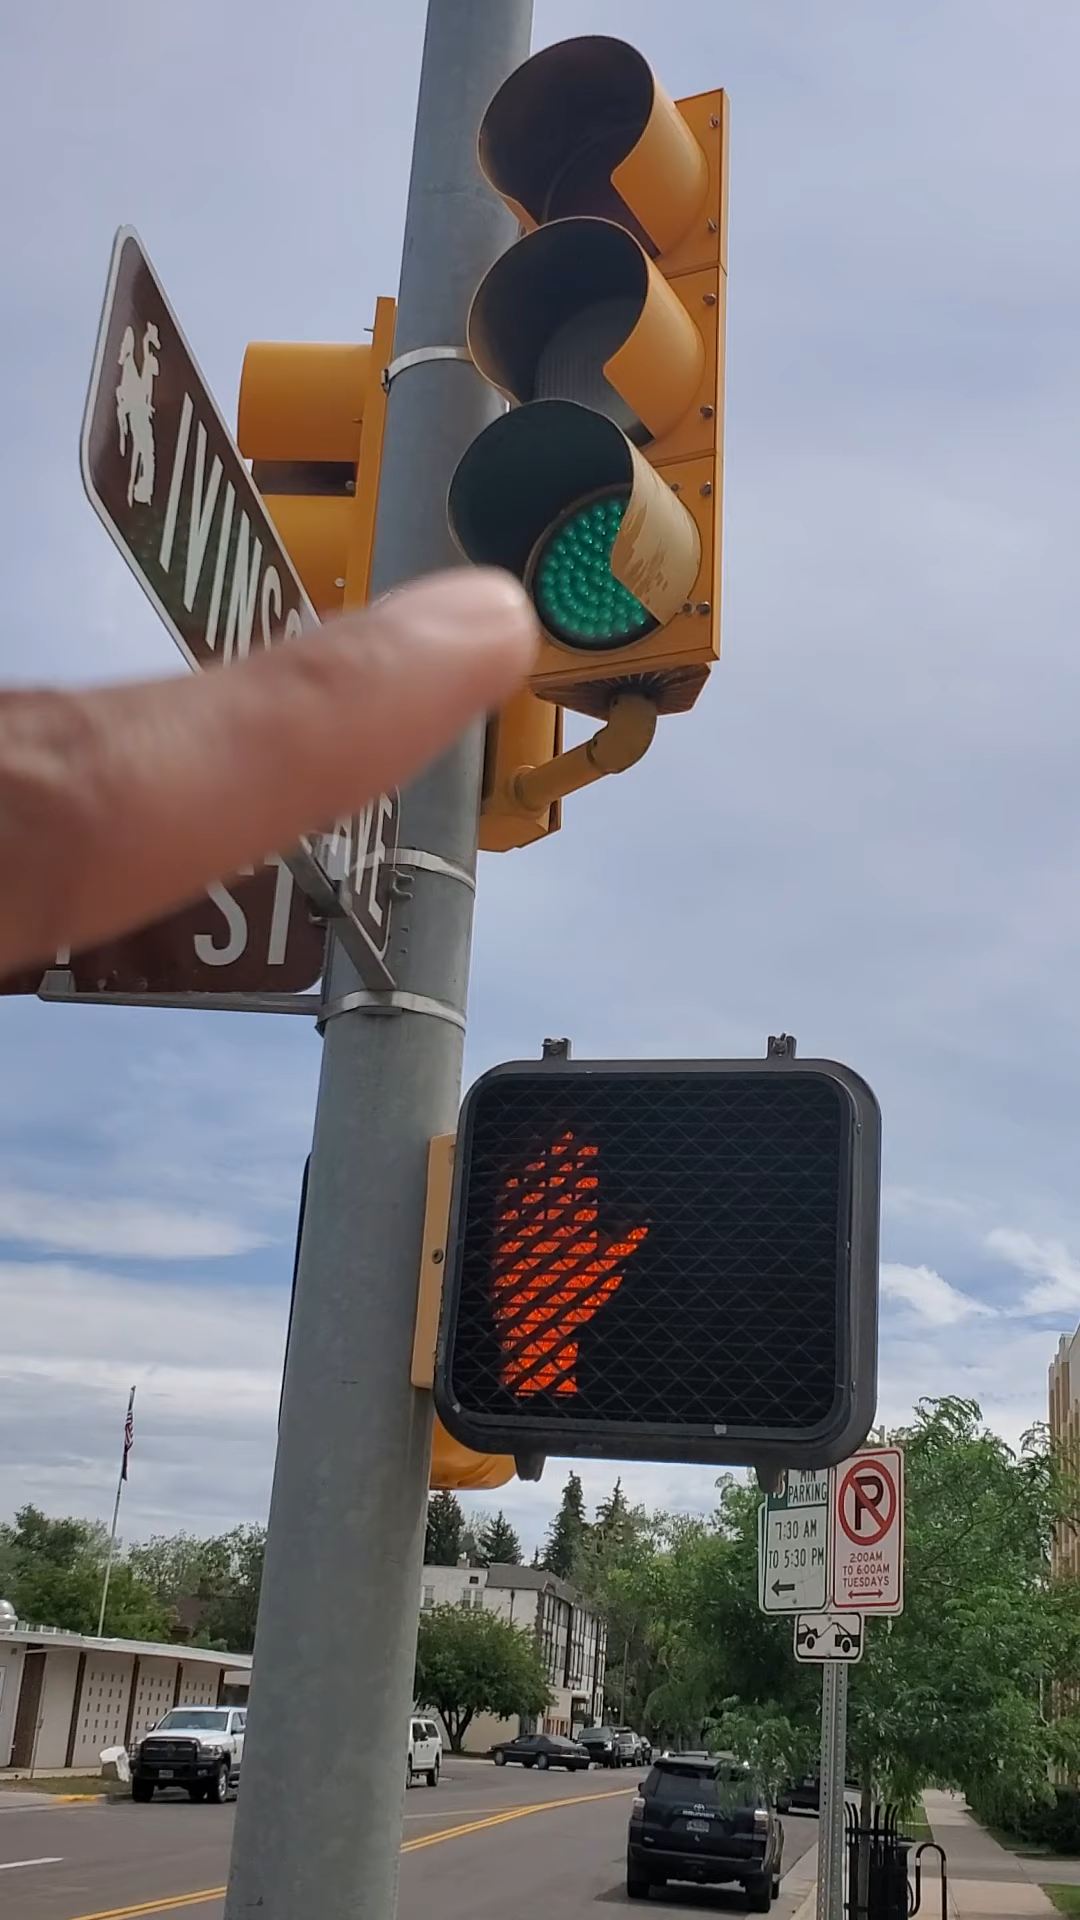 IVINS
AVE
ST
MIN
PARKING
7:30 AM
TO 5:30 PM
P
2:00AM
TO 6:00AM
TUESDAYS